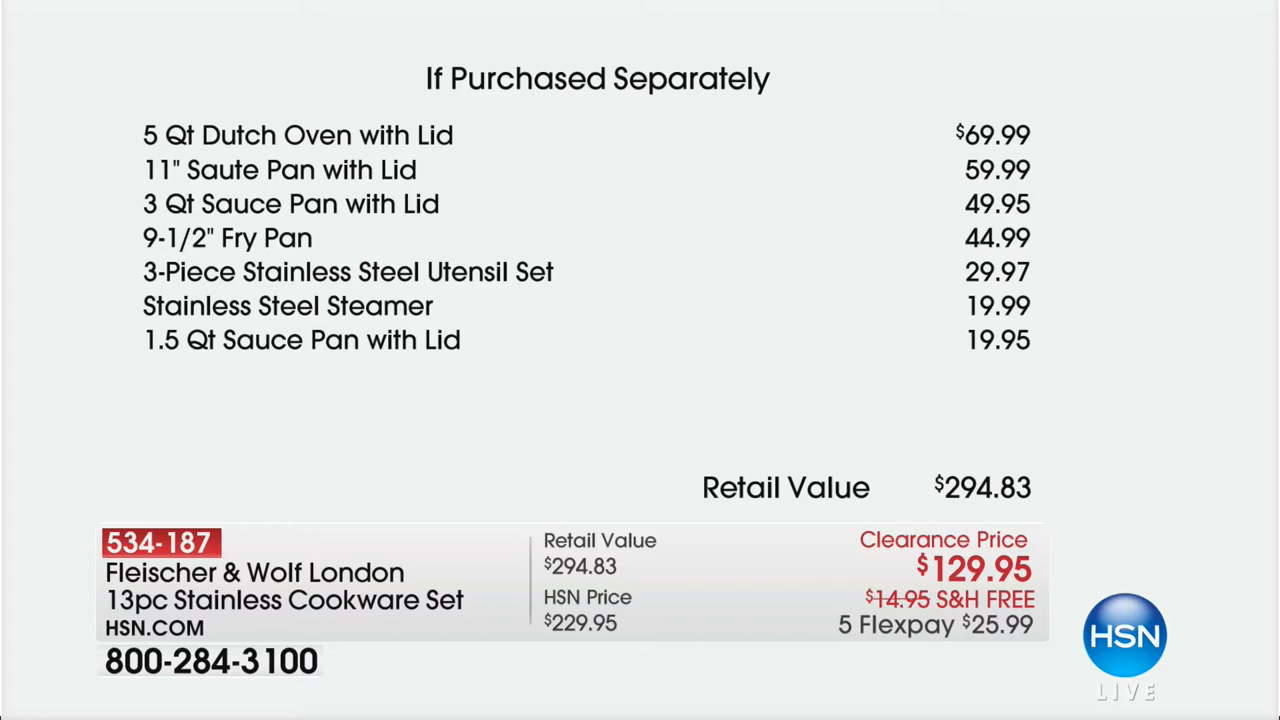 If Purchased Separately
5 Qt Dutch Oven with Lid $69.99
11" Saute Pan with Lid 59.99
3 Qt Sauce Pan with Lid 49.95
9-1/2" Fry Pan 44.99
3-Piece Stainless Steel Utensil Set 29.97
Stainless Steel Steamer 19.99
1.5 Qt Sauce Pan with Lid 19.95
Retail Value $294.83
534-187
Fleischer & Wolf London
13pc Stainless Cookware Set
HSN.COM
800-284-3100
Retail Value
$294.83
HSN Price
$229.95
Clearance Price
$129.95
$14.95 S&H FREE
5 Flexpay $25.99
HSN
LIVE